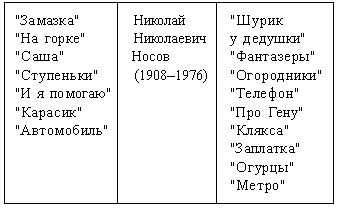 "Замазка"
"На горке"
"Саша"
"Ступеньки"
"И я помогаю"
"Карасик"
"Автомобиль"
Николай
Николаевич
Носов
(1908–1976)
"Шурик
у дедушки"
"Фантазеры"
"Огородники"
"Телефон"
"Про Гену"
"Клякса"
"Заплатка"
"Огурцы"
"Метро"